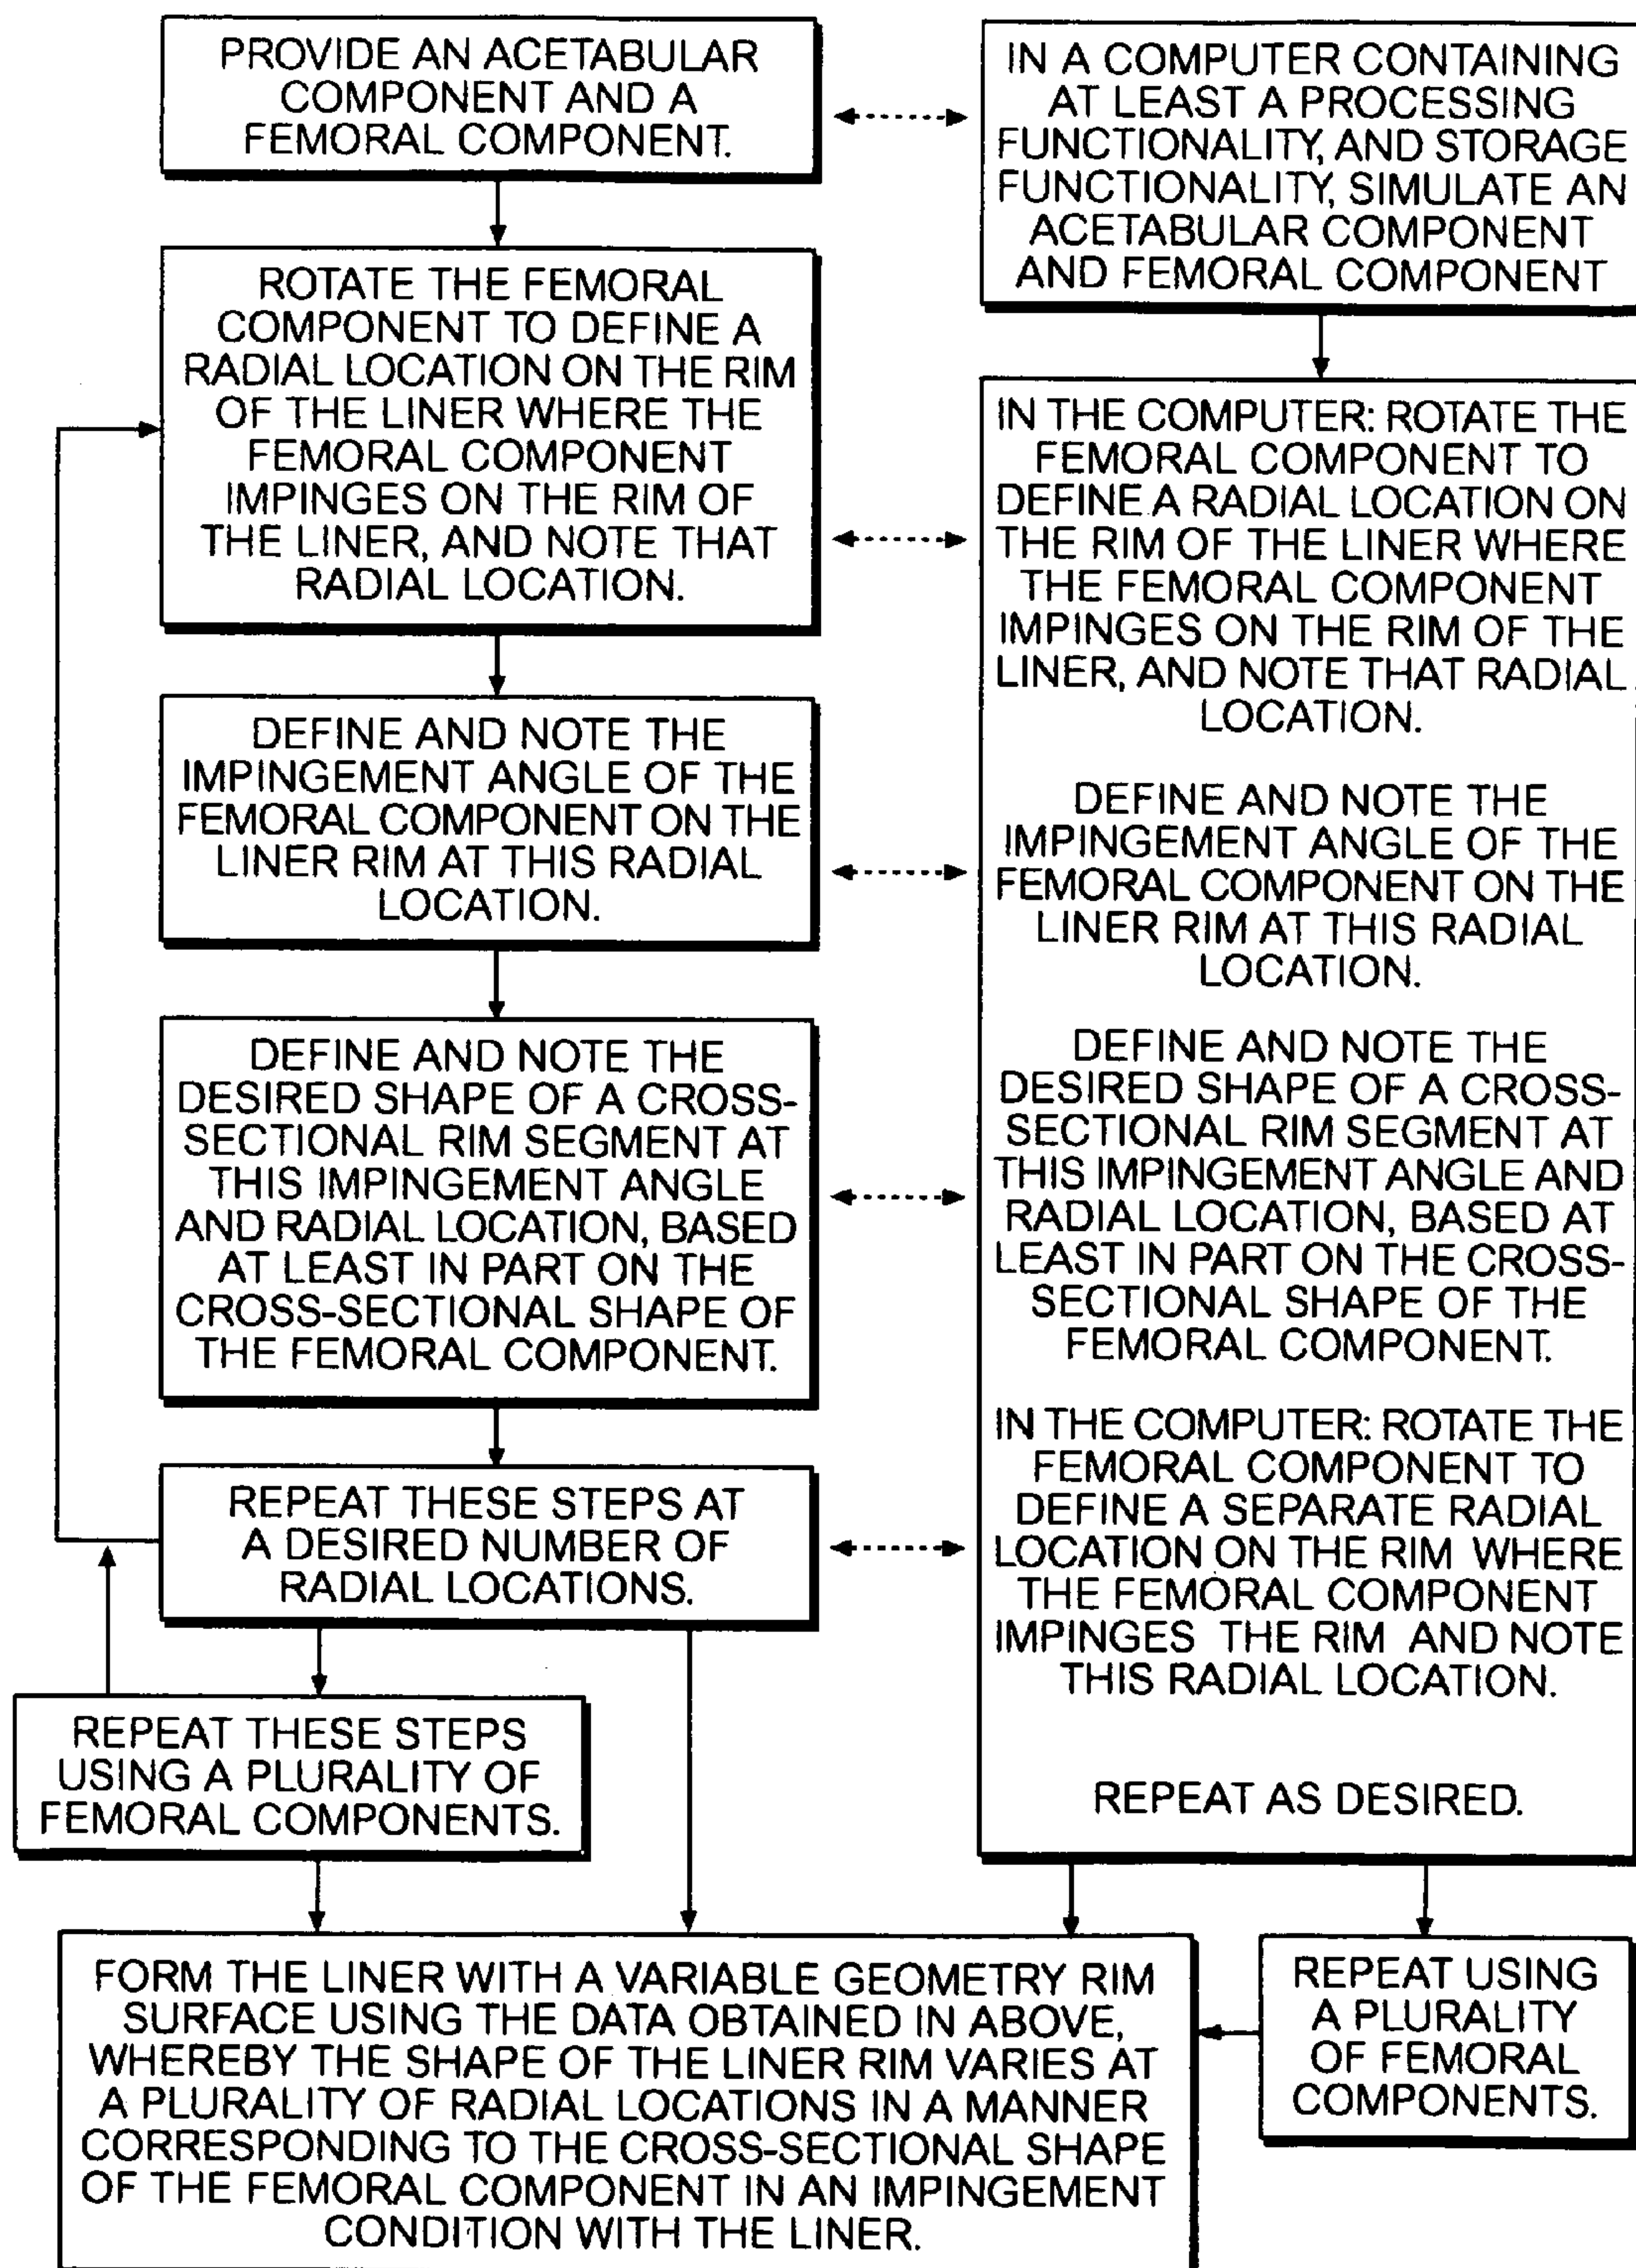 PROVIDE AN ACETABULAR
COMPONENT AND A
FEMORAL COMPONENT.
ROTATE THE FEMORAL
COMPONENT TO DEFINE A
RADIAL LOCATION ON THE RIM
OF THE LINER WHERE THE
FEMORAL COMPONENT
IMPINGES ON THE RIM OF
THE LINER, AND NOTE THAT
RADIAL LOCATION.
DEFINE AND NOTE THE
IMPINGEMENT ANGLE OF THE
FEMORAL COMPONENT ON THE
LINER RIM AT THIS RADIAL
LOCATION.
DEFINE AND NOTE THE
DESIRED SHAPE OF A CROSS-
SECTIONAL RIM SEGMENT AT
THIS IMPINGEMENT ANGLE
AND RADIAL LOCATION, BASED
AT LEAST IN PART ON THE
CROSS-SECTIONAL SHAPE OF
THE FEMORAL COMPONENT.
REPEAT THESE STEPS AT
A DESIRED NUMBER OF
RADIAL LOCATIONS.
REPEAT THESE STEPS
USING A PLURALITY OF
FEMORAL COMPONENTS.
IN A COMPUTER CONTAINING
AT LEAST A PROCESSING
FUNCTIONALITY, AND STORAGE
FUNCTIONALITY, SIMULATE AN
ACETABULAR COMPONENT
AND FEMORAL COMPONENT
IN THE COMPUTER: ROTATE THE
FEMORAL COMPONENT TO
DEFINE A RADIAL LOCATION ON
THE RIM OF THE LINER WHERE
THE FEMORAL COMPONENT
IMPINGES ON THE RIM OF THE
LINER, AND NOTE THAT RADIAL
LOCATION.
DEFINE AND NOTE THE
IMPINGEMENT ANGLE OF THE
FEMORAL COMPONENT ON THE
LINER RIM AT THIS RADIAL
LOCATION.
DEFINE AND NOTE THE
DESIRED SHAPE OF A CROSS-
SECTIONAL RIM SEGMENT AT
THIS IMPINGEMENT ANGLE AND
RADIAL LOCATION, BASED AT
LEAST IN PART ON THE CROSS-
SECTIONAL SHAPE OF THE
FEMORAL COMPONENT.
IN THE COMPUTER: ROTATE THE
FEMORAL COMPONENT TO
DEFINE A SEPARATE RADIAL
LOCATION ON THE RIM WHERE
THE FEMORAL COMPONENT
IMPINGES THE RIM AND NOTE
THIS RADIAL LOCATION.
REPEAT AS DESIRED.
FORM THE LINER WITH A VARIABLE GEOMETRY RIM
SURFACE USING THE DATA OBTAINED IN ABOVE,
WHEREBY THE SHAPE OF THE LINER RIM VARIES AT
A PLURALITY OF RADIAL LOCATIONS IN A MANNER
CORRESPONDING TO THE CROSS-SECTIONAL SHAPE
OF THE FEMORAL COMPONENT IN AN IMPINGEMENT
CONDITION WITH THE LINER.
REPEAT USING
A PLURALITY
OF FEMORAL
COMPONENTS.